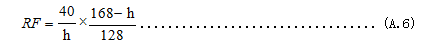 RF = 40/h × 168−h/128 ................................ (A.6)